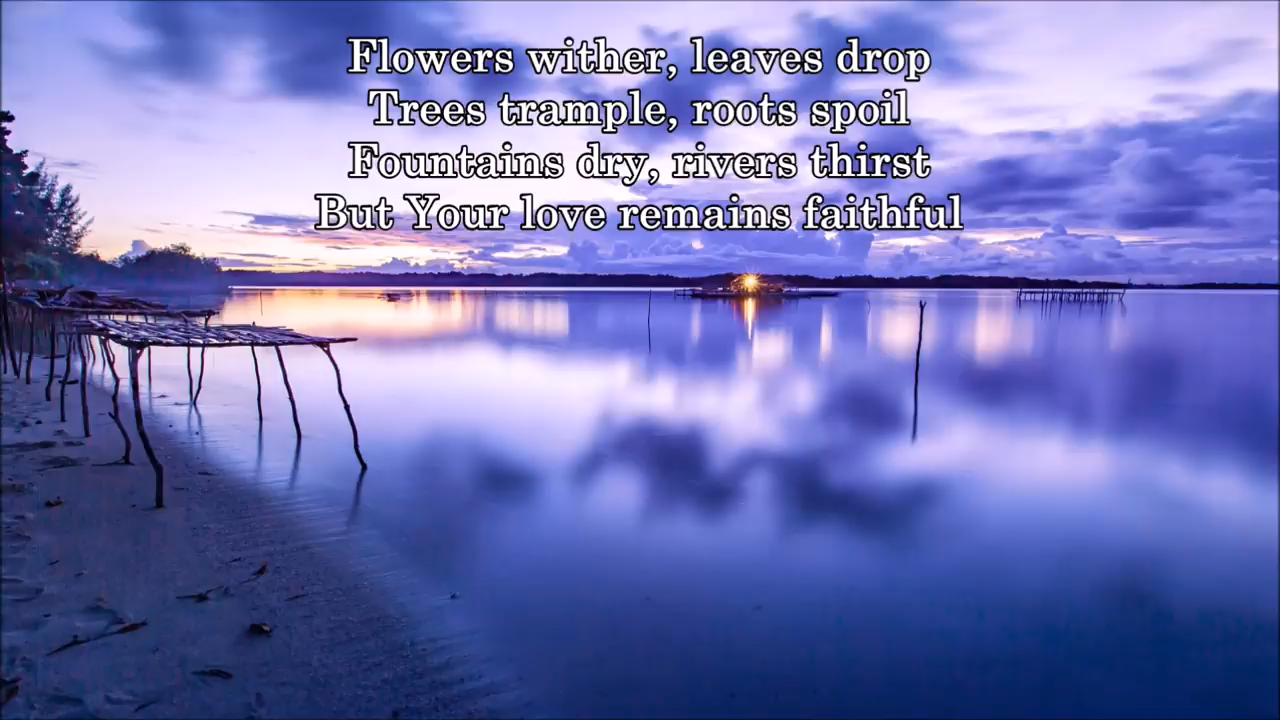 Flowers wither, leaves drop
Trees trample, roots spoil
Fountains dry, rivers thirst
But Your love remains faithful